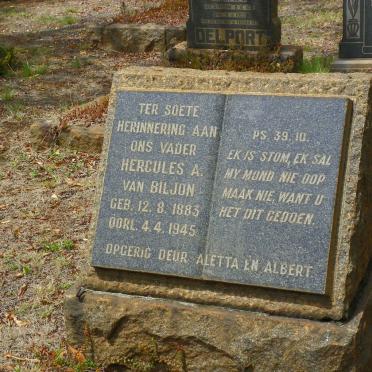 DELPORT
TER SOETE
HERINNERING AAN
ONS VADER
HERCULES A.
VAN BILJON
GEB. 12. 8. 1883
OORL. 4. 4. 1945
PS. 39. 10.
EK IS STOM, EK SAL
MY MOND NIE OOP
MAAK NIE, WANT U
HET DIT GEDOEN.
OPGERIG DEUR ALETTA EN ALBERT.